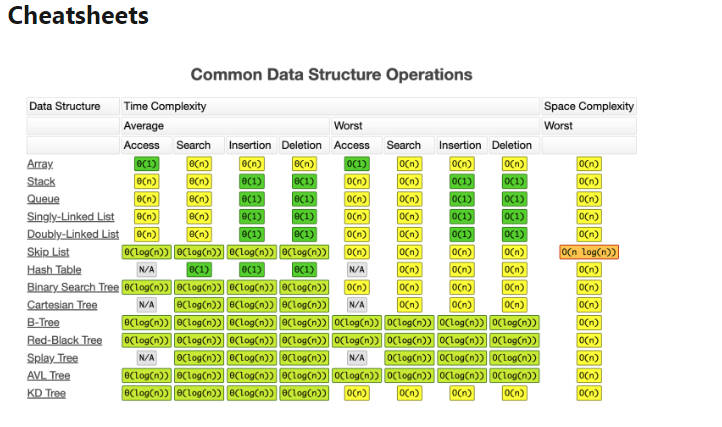 Cheatsheets
Common Data Structure Operations
Data Structure Time Complexity Space Complexity
Average Worst Worst
Access Search Insertion Deletion Access Search Insertion Deletion
Array Θ(1) Θ(n) Θ(n) Θ(n) O(1) O(n) O(n) O(n) O(n)
Stack Θ(n) Θ(n) Θ(1) Θ(1) O(n) O(n) O(1) O(1) O(n)
Queue Θ(n) Θ(n) Θ(1) Θ(1) O(n) O(n) O(1) O(1) O(n)
Singly-Linked List Θ(n) Θ(n) Θ(1) Θ(1) O(n) O(n) O(1) O(1) O(n)
Doubly-Linked List Θ(n) Θ(n) Θ(1) Θ(1) O(n) O(n) O(1) O(1) O(n)
Skip List Θ(log(n)) Θ(log(n)) Θ(log(n)) Θ(log(n)) O(n) O(n) O(n) O(n) O(n log(n))
Hash Table N/A Θ(1) Θ(1) Θ(1) N/A O(n) O(n) O(n) O(n)
Binary Search Tree Θ(log(n)) Θ(log(n)) Θ(log(n)) Θ(log(n)) O(n) O(n) O(n) O(n) O(n)
Cartesian Tree N/A Θ(log(n)) Θ(log(n)) Θ(log(n)) N/A O(n) O(n) O(n) O(n)
B-Tree Θ(log(n)) Θ(log(n)) Θ(log(n)) Θ(log(n)) O(log(n)) O(log(n)) O(log(n)) O(log(n)) O(n)
Red-Black Tree Θ(log(n)) Θ(log(n)) Θ(log(n)) Θ(log(n)) O(log(n)) O(log(n)) O(log(n)) O(log(n)) O(n)
Splay Tree N/A Θ(log(n)) Θ(log(n)) Θ(log(n)) N/A O(log(n)) O(log(n)) O(log(n)) O(n)
AVL Tree Θ(log(n)) Θ(log(n)) Θ(log(n)) Θ(log(n)) O(log(n)) O(log(n)) O(log(n)) O(log(n)) O(n)
KD Tree Θ(log(n)) Θ(log(n)) Θ(log(n)) Θ(log(n)) O(n) O(n) O(n) O(n) O(n)